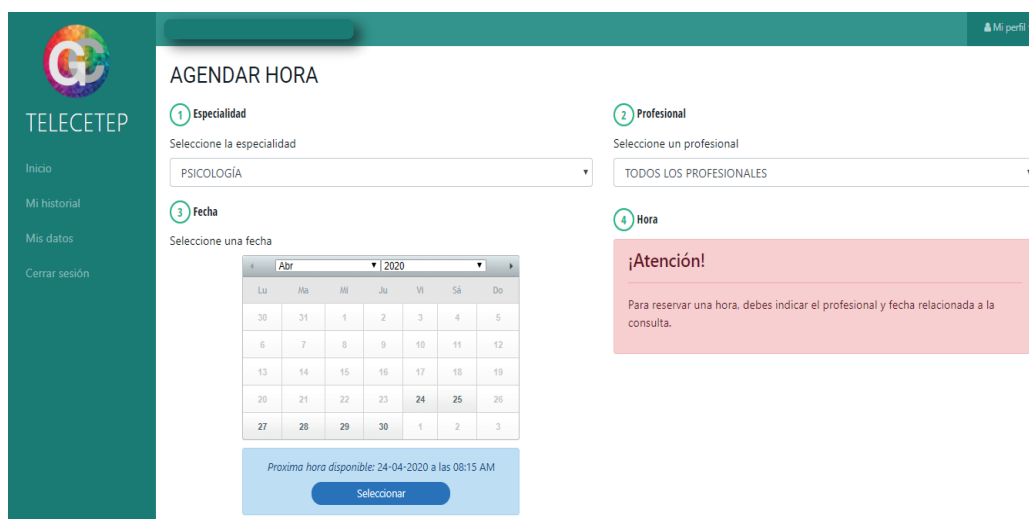 Mi perfil
GC
TELECETEP
Inicio
Mi historial
Mis datos
Cerrar sesión
AGENDAR HORA
1 Especialidad
Seleccione la especialidad
PSICOLOGÍA
2 Profesional
Seleccione un profesional
TODOS LOS PROFESIONALES
3 Fecha
Seleccione una fecha
Abr 2020
Lu Ma Mi Ju Vi Sá Do
30 31 1 2 3 4 5
6 7 8 9 10 11 12
13 14 15 16 17 18 19
20 21 22 23 24 25 26
27 28 29 30 1 2 3
Proxima hora disponible: 24-04-2020 a las 08:15 AM
Seleccionar
4 Hora
¡Atención!
Para reservar una hora, debes indicar el profesional y fecha relacionada a la
consulta.